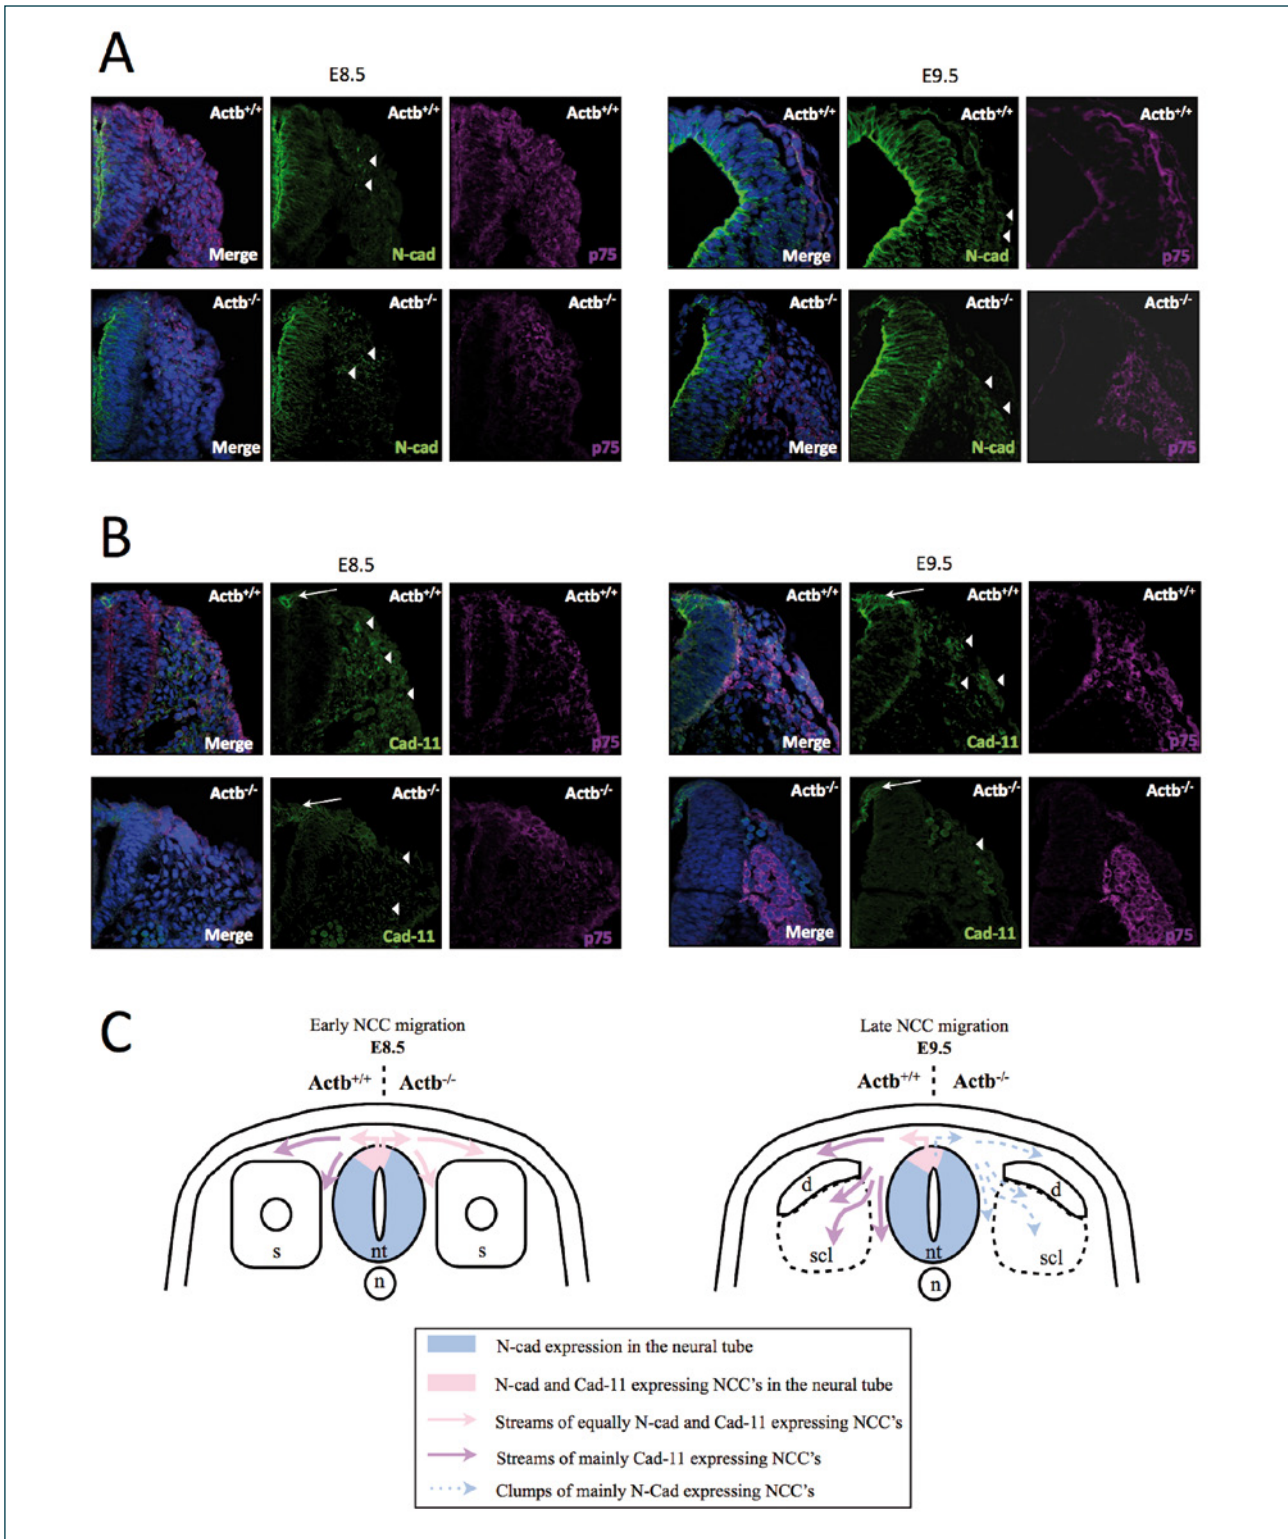 A
E8.5
E9.5
Actb+/+ Actb+/+ Actb+/+ Actb+/+ Actb+/+ Actb+/+
Merge N-cad p75 Merge N-cad p75
Actb-/- Actb-/- Actb-/- Actb-/- Actb-/- Actb-/-
Merge N-cad p75 Merge N-cad p75
B
E8.5
E9.5
Actb+/+ Actb+/+ Actb+/+ Actb+/+ Actb+/+ Actb+/+
Merge Cad-11 p75 Merge Cad-11 p75
Actb-/- Actb-/- Actb-/- Actb-/- Actb-/- Actb-/-
Merge Cad-11 p75 Merge Cad-11 p75
C
Early NCC migration
E8.5
Actb+/+ Actb-/-
s nt s
n
Late NCC migration
E9.5
Actb+/+ Actb-/-
d d
scl nt scl
n
N-cad expression in the neural tube
N-cad and Cad-11 expressing NCC's in the neural tube
Streams of equally N-cad and Cad-11 expressing NCC's
Streams of mainly Cad-11 expressing NCC's
Clumps of mainly N-Cad expressing NCC's